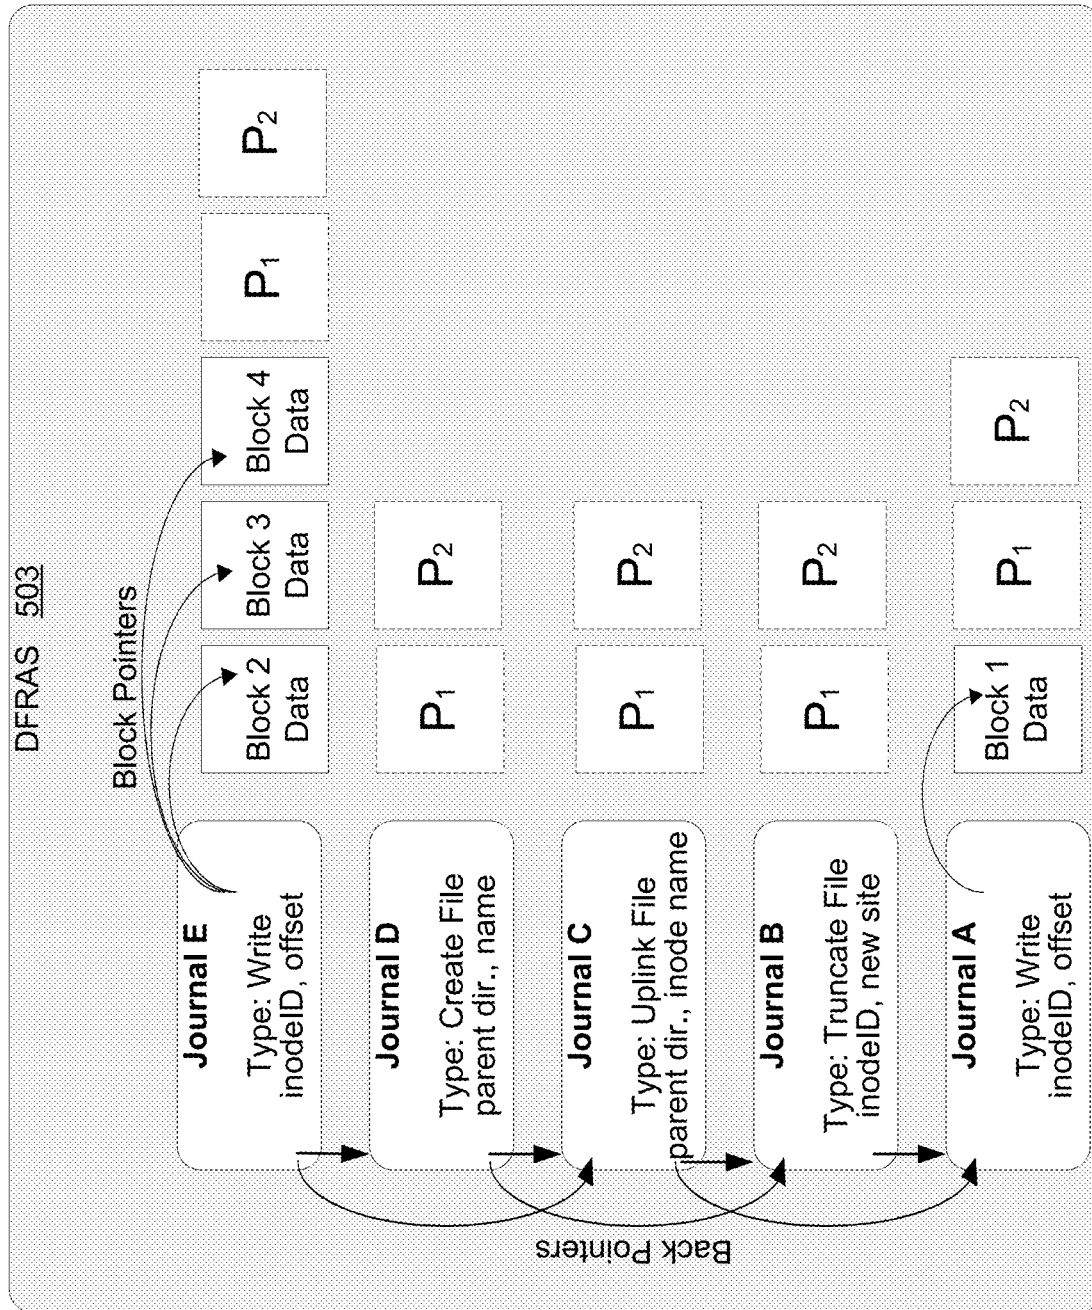 DFRAS 503
Block Pointers
Journal E
Type: Write
inodeID, offset
Block 2
Data
Block 3
Data
Block 4
Data
P1
P2
Journal D
Type: Create File
parent dir., name
P1
P2
Journal C
Type: Uplink File
parent dir., inode name
P1
P2
Journal B
Type: Truncate File
inodeID, new site
P1
P2
Journal A
Type: Write
inodeID, offset
Block 1
Data
P1
P2
Back Pointers